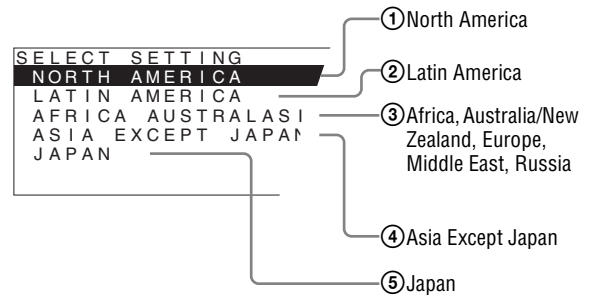 SELECT SETTING
NORTH AMERICA
LATIN AMERICA
AFRICA AUSTRALASI
ASIA EXCEPT JAPAN
JAPAN
①North America
②Latin America
③Africa, Australia/New
Zealand, Europe,
Middle East, Russia
④Asia Except Japan
⑤Japan